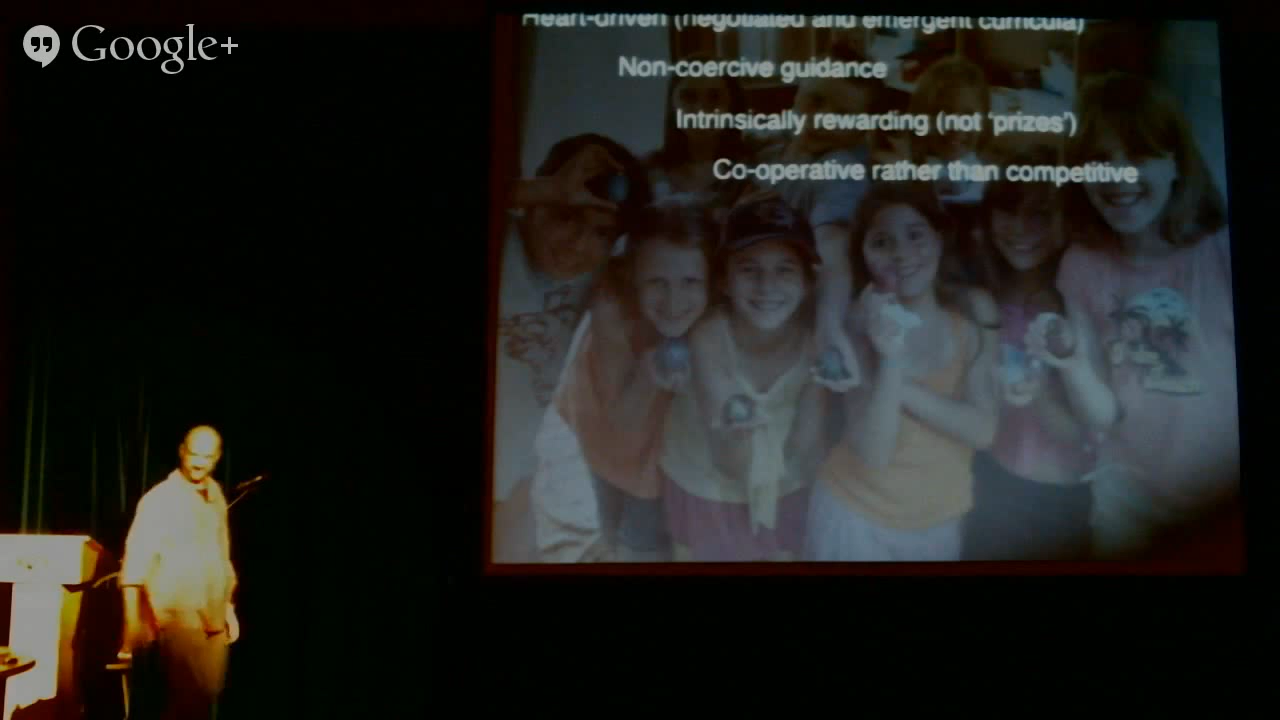 Google+
Heart-driven (negotiated and emergent curricula)
Non-coercive guidance
Intrinsically rewarding (not 'prizes')
Co-operative rather than competitive